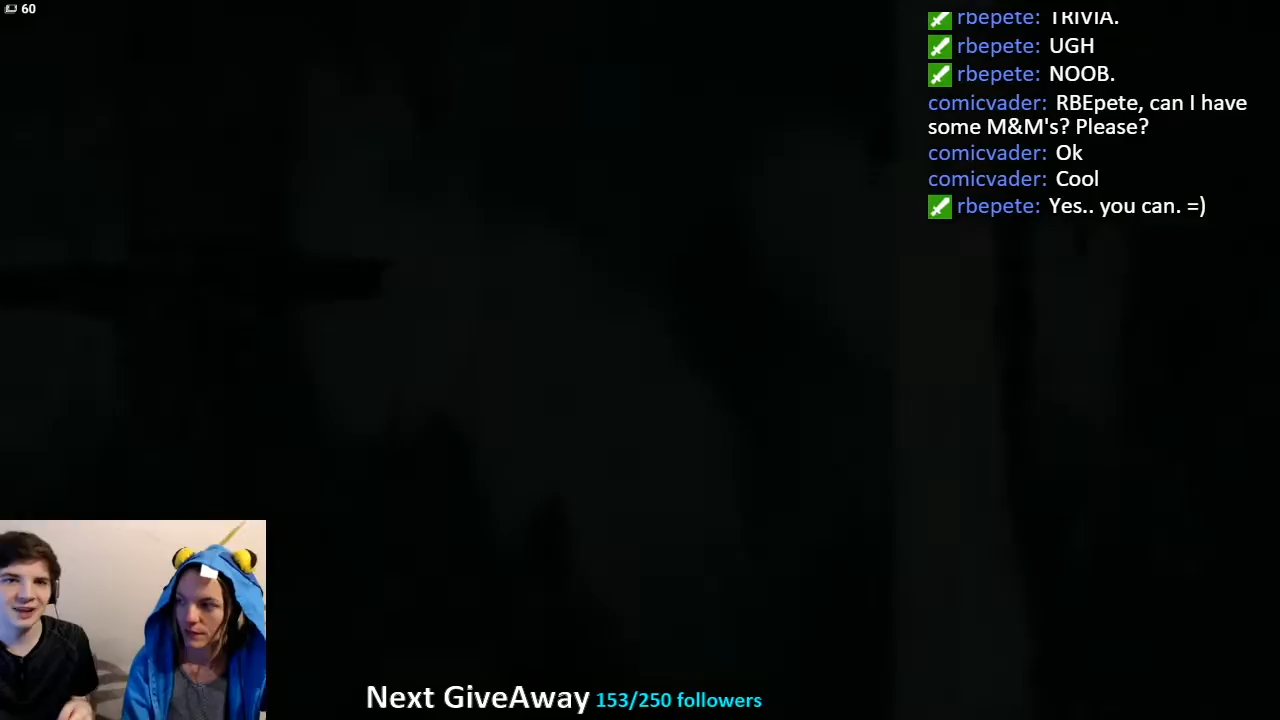 60
rbepete: TRIVIA.
rbepete: UGH
rbepete: NOOB.
comicvader: RBEpete, can I have
some M&M's? Please?
comicvader: Ok
comicvader: Cool
rbepete: Yes.. you can. =)
Next GiveAway 153/250 followers